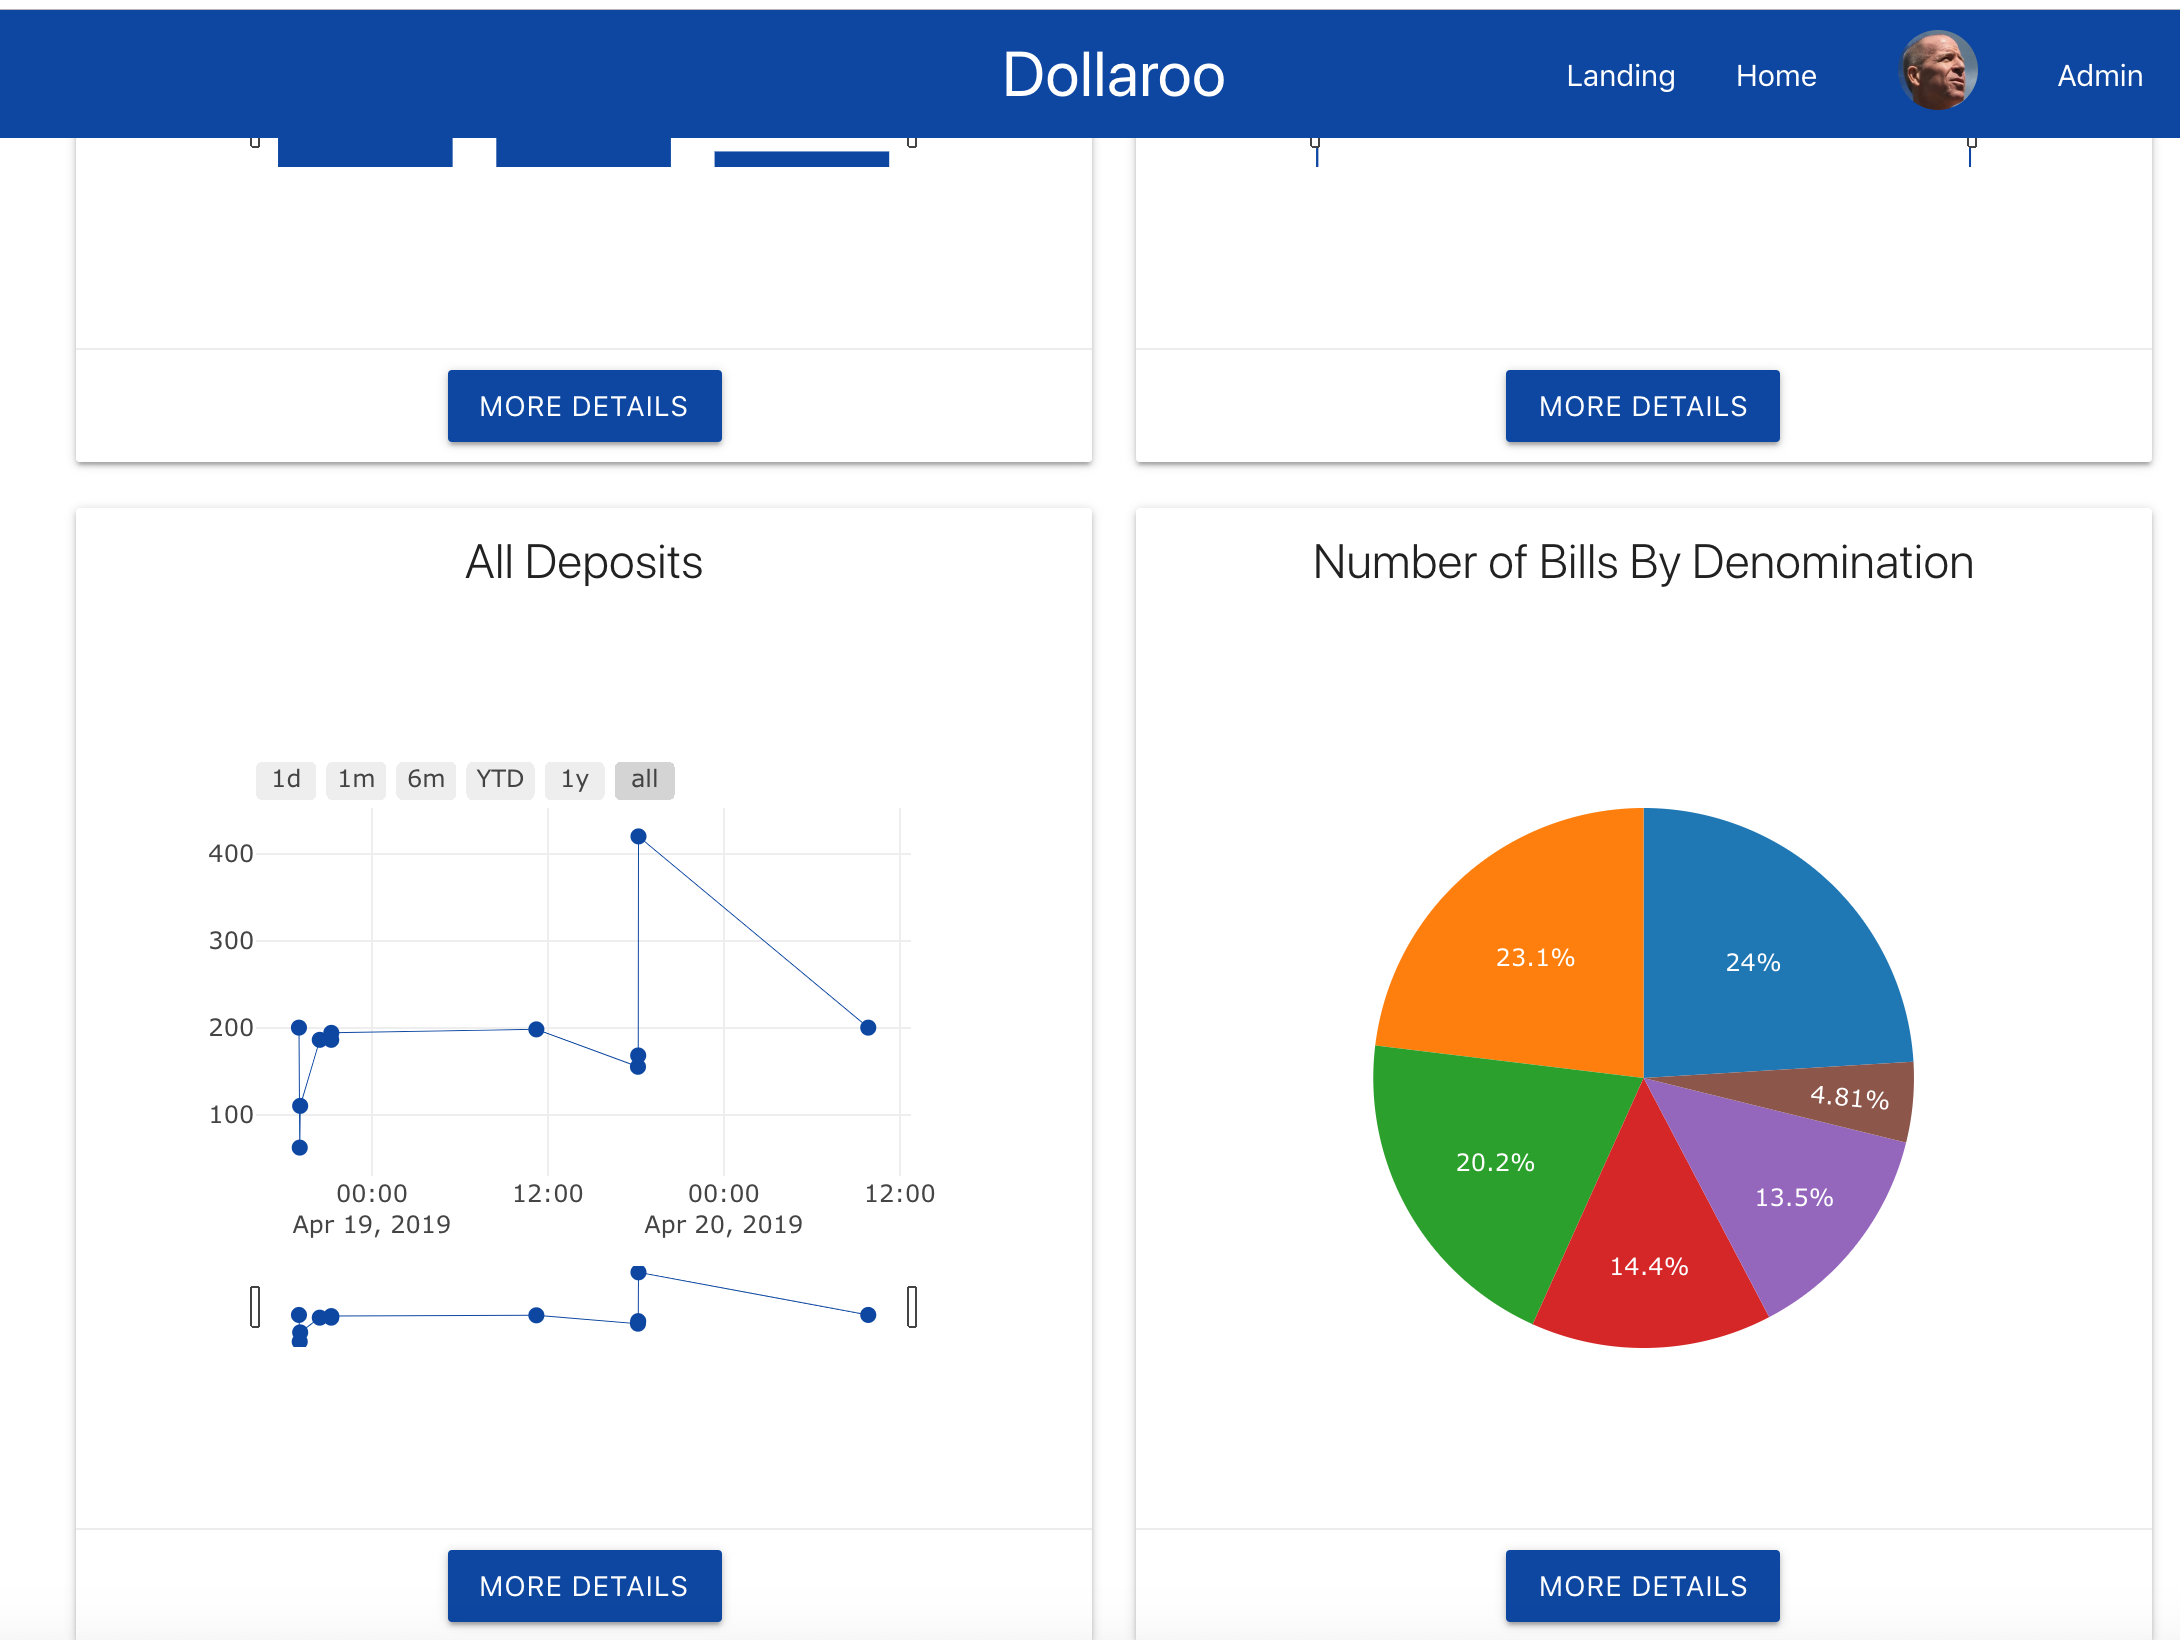 Dollaroo
Landing Home Admin
MORE DETAILS
MORE DETAILS
All Deposits
1d 1m 6m YTD 1y all
400
300
200
100
00:00 12:00 00:00 12:00
Apr 19, 2019 Apr 20, 2019
MORE DETAILS
Number of Bills By Denomination
23.1%
24%
4.81%
20.2%
13.5%
14.4%
MORE DETAILS